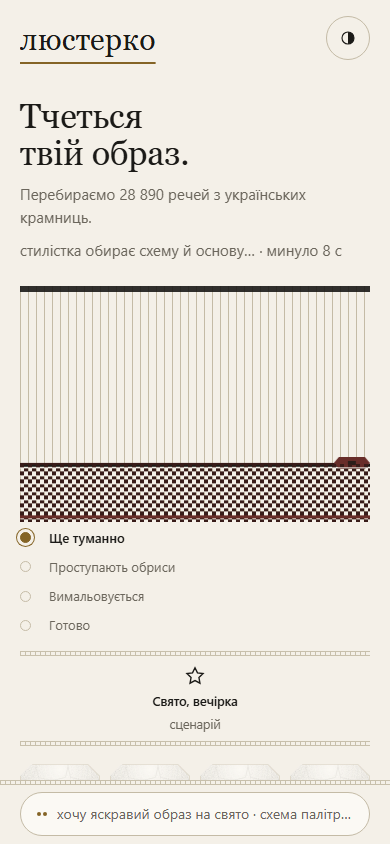 люстерко
Тчеться
твій образ.
Перебираємо 28 890 речей з українських
крамниць.
стилістка обирає схему й основу… · минуло 8 с
Ще туманно
Проступають обриси
Вимальовується
Готово
Свято, вечірка
сценарій
хочу яскравий образ на свято · схема палітр…